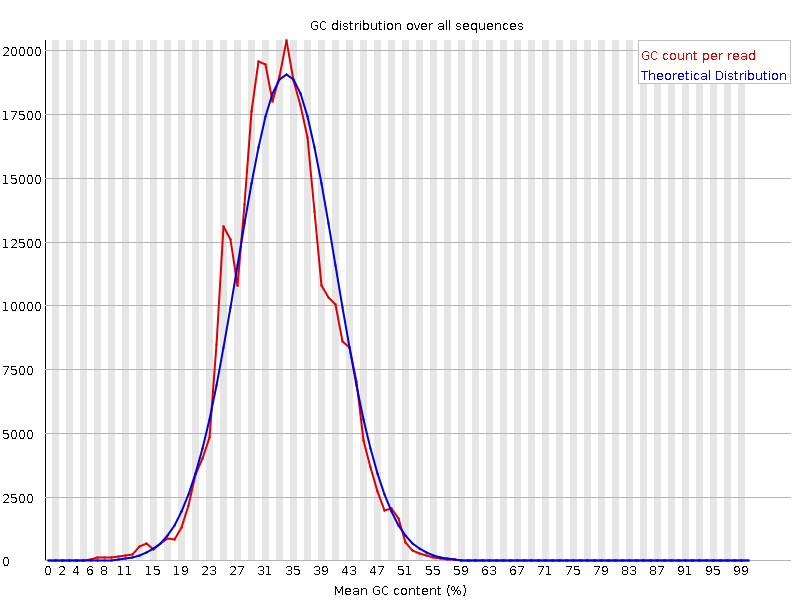 GC distribution over all sequences
GC count per read
Theoretical Distribution
20000
17500
15000
12500
10000
7500
5000
2500
0
0 2 4 6 8 11 15 19 23 27 31 35 39 43 47 51 55 59 63 67 71 75 79 83 87 91 95 99
Mean GC content (%)